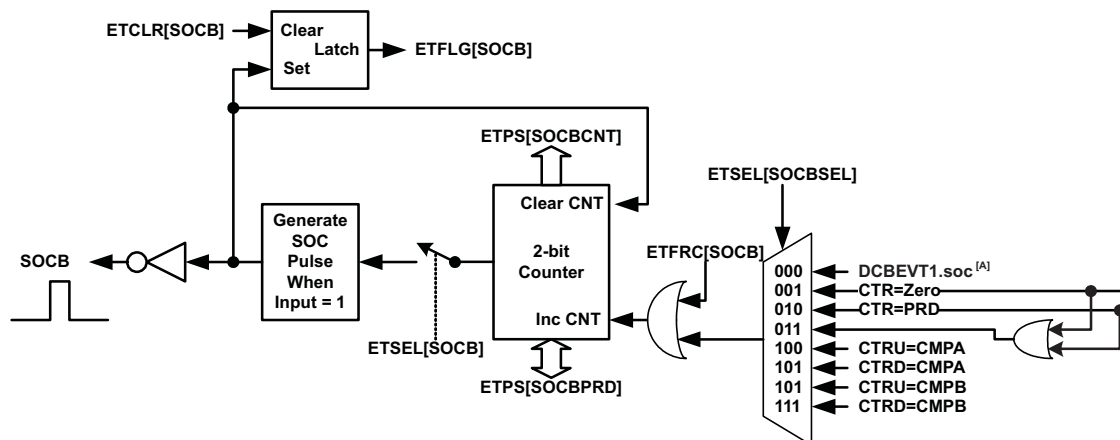 ETCLR[SOCB]
Clear
Latch
Set
ETFLG[SOCB]
ETPS[SOCBCNT]
ETSEL[SOCBSEL]
Clear CNT
2-bit
Counter
Inc CNT
Generate
SOC
Pulse
When
Input = 1
SOCB
ETSEL[SOCB]
ETPS[SOCBPRD]
ETFRC[SOCB]
000 DCBEVT1.soc [A]
001 CTR=Zero
010 CTR=PRD
011
100 CTRU=CMPA
101 CTRD=CMPA
101 CTRU=CMPB
111 CTRD=CMPB